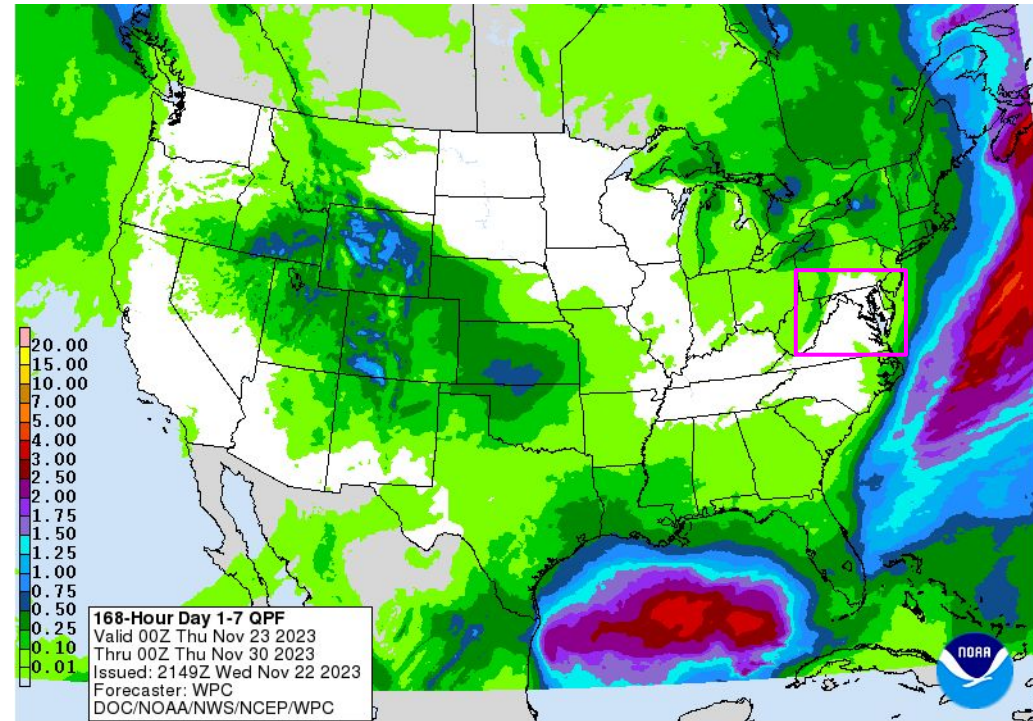 20.00
15.00
10.00
7.00
5.00
4.00
3.00
2.50
2.00
1.75
1.50
1.25
1.00
0.75
0.50
0.25
0.10
0.01
168-Hour Day 1-7 QPF
Valid 00Z Thu Nov 23 2023
Thru 00Z Thu Nov 30 2023
Issued: 2149Z Wed Nov 22 2023
Forecaster: WPC
DOC/NOAA/NWS/NCEP/WPC
NOAA